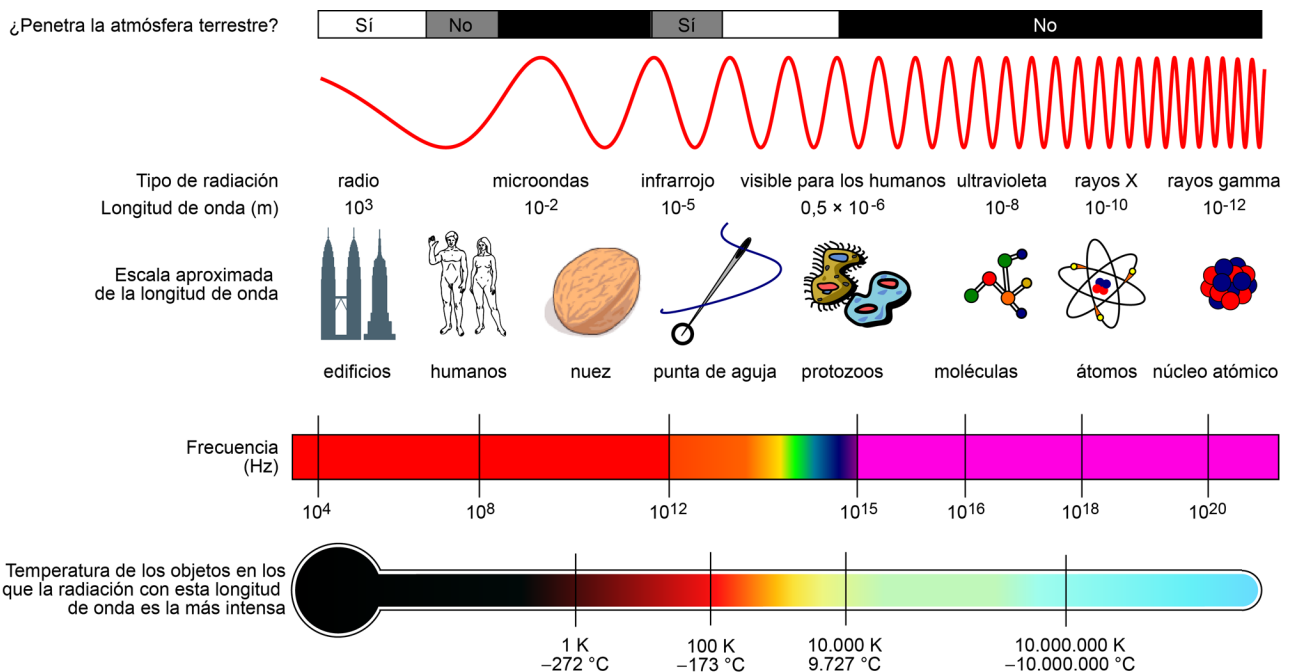 ¿Penetra la atmósfera terrestre?
Sí No Sí No
Tipo de radiación radio microondas infrarrojo visible para los humanos ultravioleta rayos X rayos gamma
Longitud de onda (m) 10³ 10⁻² 10⁻⁵ 0,5 × 10⁻⁶ 10⁻⁸ 10⁻¹⁰ 10⁻¹²
Escala aproximada
de la longitud de onda
edificios humanos nuez punta de aguja protozoos moléculas átomos núcleo atómico
Frecuencia
(Hz)
10⁴ 10⁸ 10¹² 10¹⁵ 10¹⁶ 10¹⁸ 10²⁰
Temperatura de los objetos en los
que la radiación con esta longitud
de onda es la más intensa
1 K 100 K 10.000 K 10.000.000 K
−272 °C −173 °C 9.727 °C −10.000.000 °C